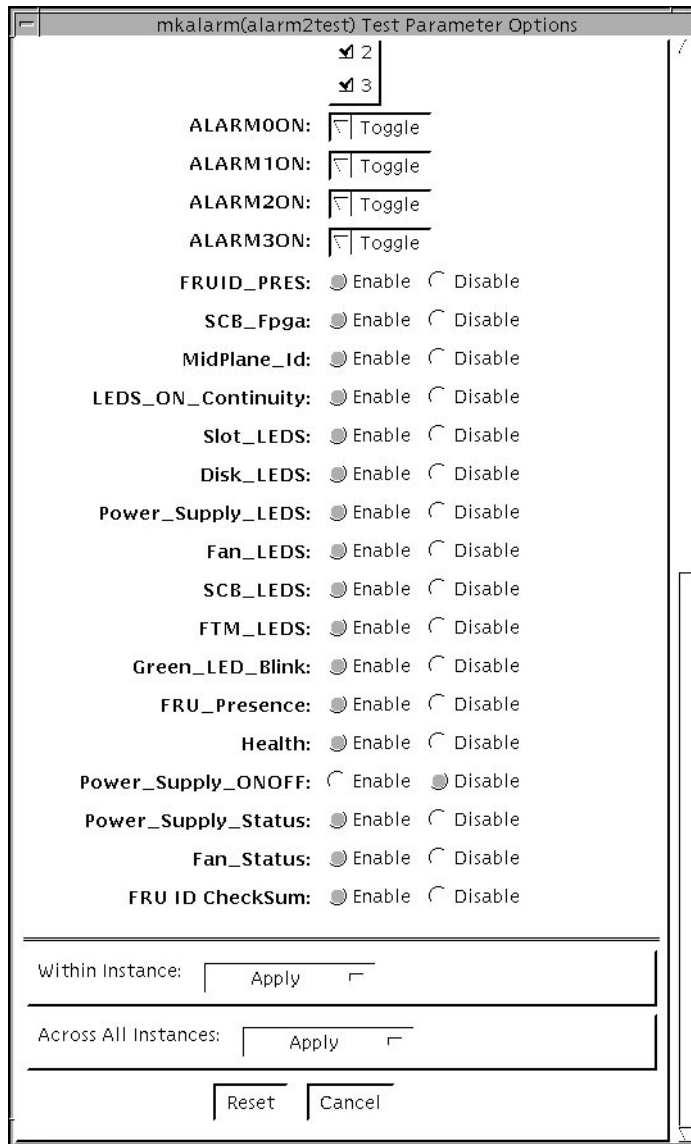 mkalarm(alarm2test) Test Parameter Options
2
3
ALARM0ON: Toggle
ALARM1ON: Toggle
ALARM2ON: Toggle
ALARM3ON: Toggle
FRUID_PRES: Enable Disable
SCB_Fpga: Enable Disable
MidPlane_Id: Enable Disable
LEDS_ON_Continuity: Enable Disable
Slot_LEDS: Enable Disable
Disk_LEDS: Enable Disable
Power_Supply_LEDS: Enable Disable
Fan_LEDS: Enable Disable
SCB_LEDS: Enable Disable
FTM_LEDS: Enable Disable
Green_LED_Blink: Enable Disable
FRU_Presence: Enable Disable
Health: Enable Disable
Power_Supply_ONOFF: Enable Disable
Power_Supply_Status: Enable Disable
Fan_Status: Enable Disable
FRU ID CheckSum: Enable Disable
Within Instance: Apply
Across All Instances: Apply
Reset Cancel